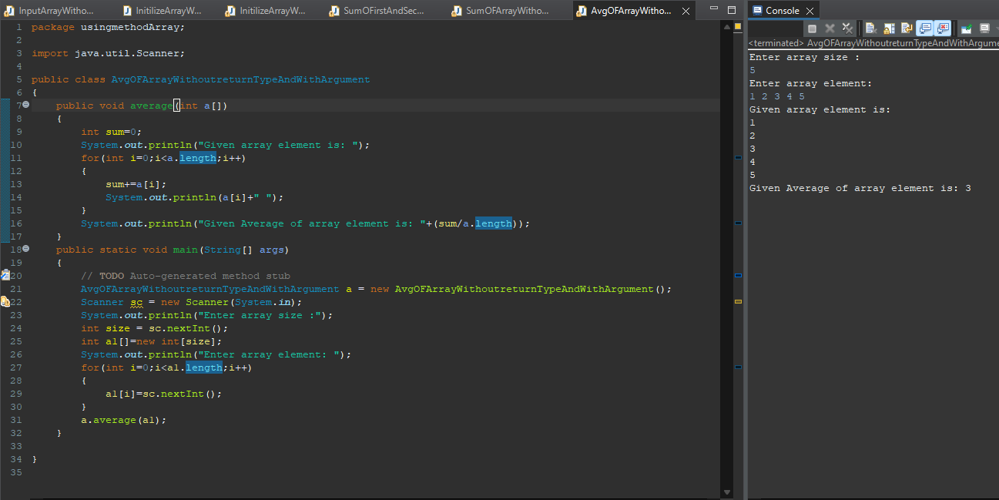 InputArrayWitho...
InitilizeArrayW...
InitilizeArrayW...
SumOFirstAndSec...
SumOFArrayWitho...
AvgOFArrayWitho...
1 package usingmethodArray;
2
3 import java.util.Scanner;
4
5 public class AvgOFArrayWithoutreturnTypeAndWithArgument
6 {
7 public void average(int a[])
8 {
9 int sum=0;
10 System.out.println("Given array element is: ");
11 for(int i=0;i<a.length;i++)
12 {
13 sum+=a[i];
14 System.out.println(a[i]+" ");
15 }
16 System.out.println("Given Average of array element is: "+(sum/a.length));
17 }
18 public static void main(String[] args)
19 {
20 // TODO Auto-generated method stub
21 AvgOFArrayWithoutreturnTypeAndWithArgument a = new AvgOFArrayWithoutreturnTypeAndWithArgument();
22 Scanner sc = new Scanner(System.in);
23 System.out.println("Enter array size :");
24 int size = sc.nextInt();
25 int al[]=new int[size];
26 System.out.println("Enter array element: ");
27 for(int i=0;i<al.length;i++)
28 {
29 al[i]=sc.nextInt();
30 }
31 a.average(al);
32 }
33
34 }
35
Console
<terminated> AvgOFArrayWithoutreturnTypeAndWithArgume
Enter array size :
5
Enter array element:
1 2 3 4 5
Given array element is:
1
2
3
4
5
Given Average of array element is: 3